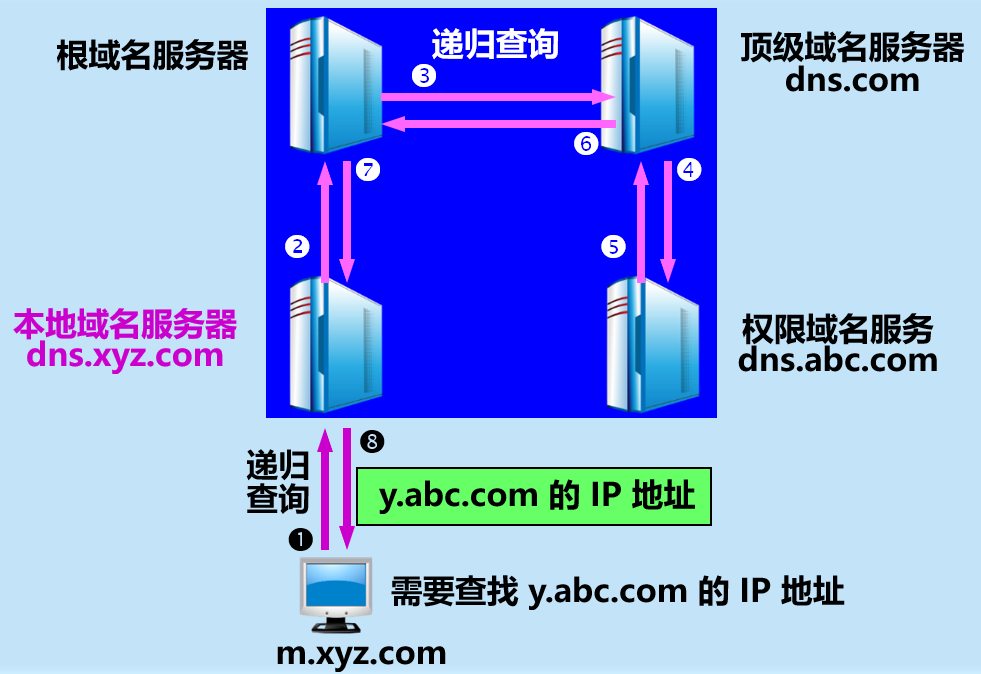 根域名服务器
递归查询
顶级域名服务器
dns.com
③
⑥
⑦
④
②
⑤
本地域名服务器
dns.xyz.com
权限域名服务
dns.abc.com
❽
递归
查询
y.abc.com 的 IP 地址
❶
需要查找 y.abc.com 的 IP 地址
m.xyz.com